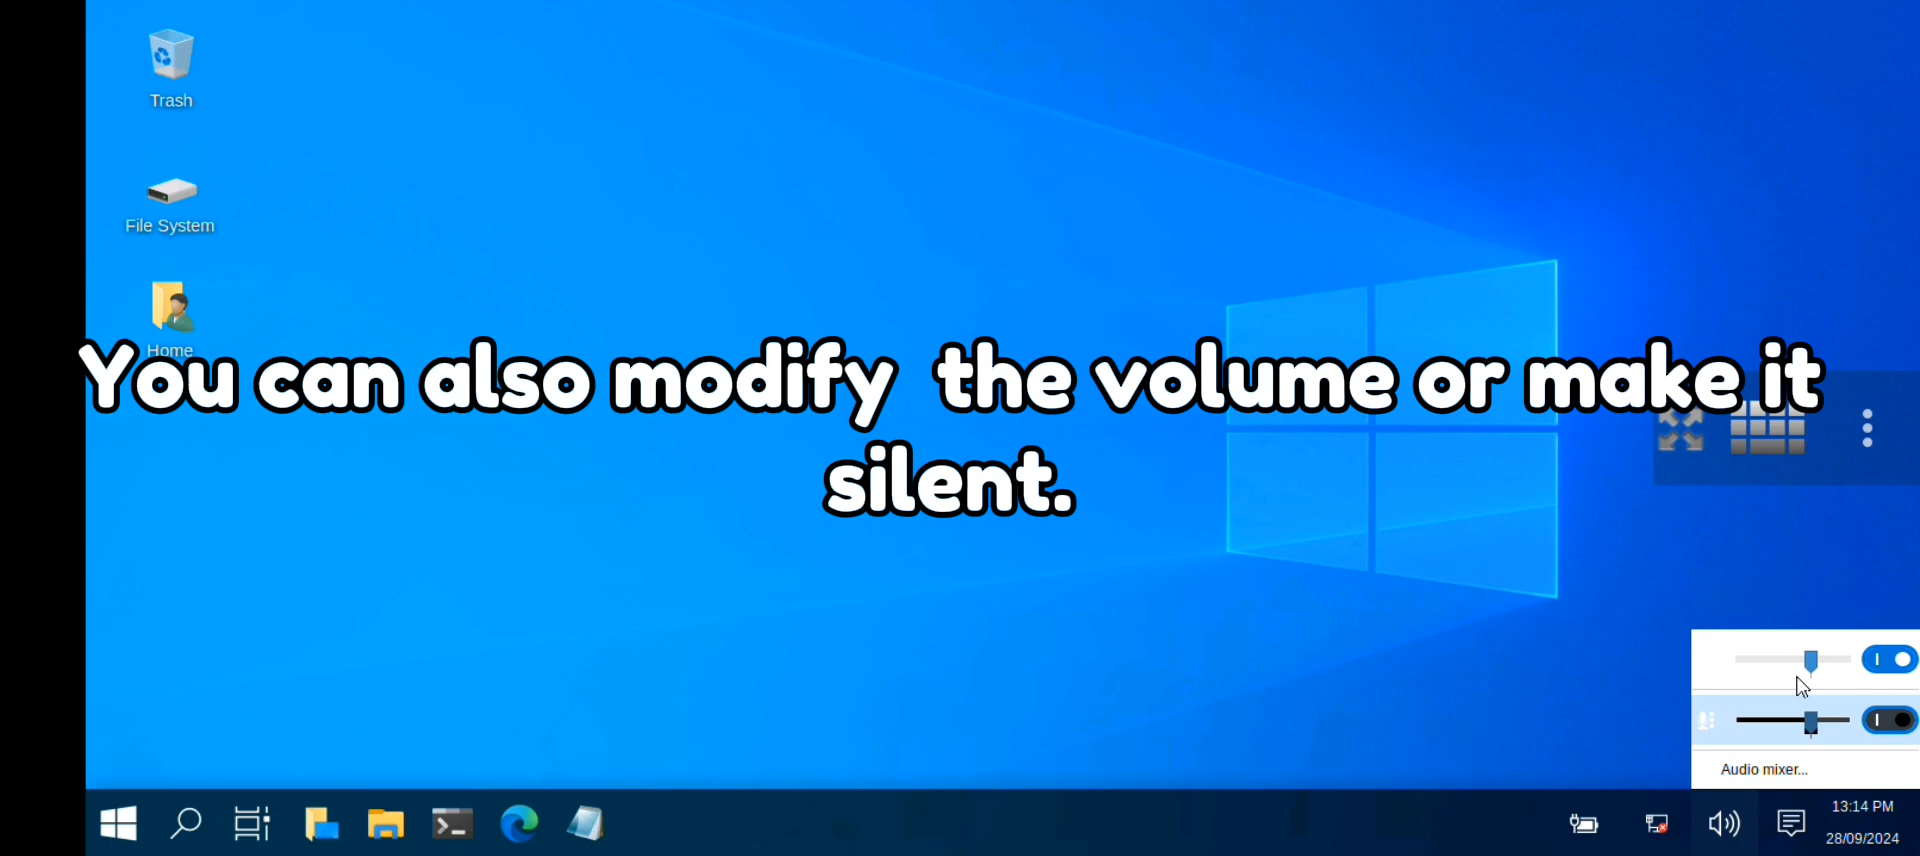 Trash
File System
Home
You can also modify  the volume or make it
silent.
Audio mixer...
13:14 PM
28/09/2024